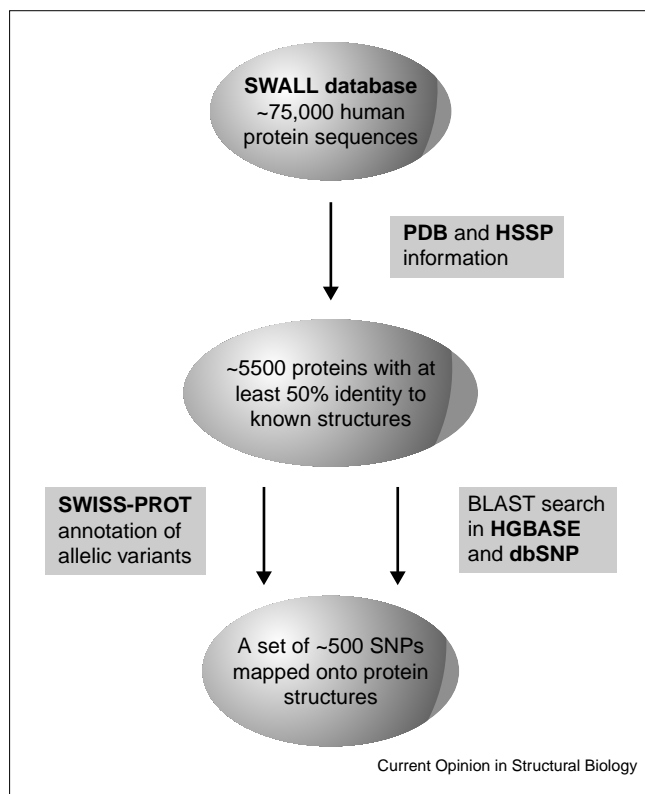 SWALL database
~75,000 human
protein sequences
PDB and HSSP
information
~5500 proteins with at
least 50% identity to
known structures
SWISS-PROT
annotation of
allelic variants
BLAST search
in HGBASE
and dbSNP
A set of ~500 SNPs
mapped onto protein
structures
Current Opinion in Structural Biology